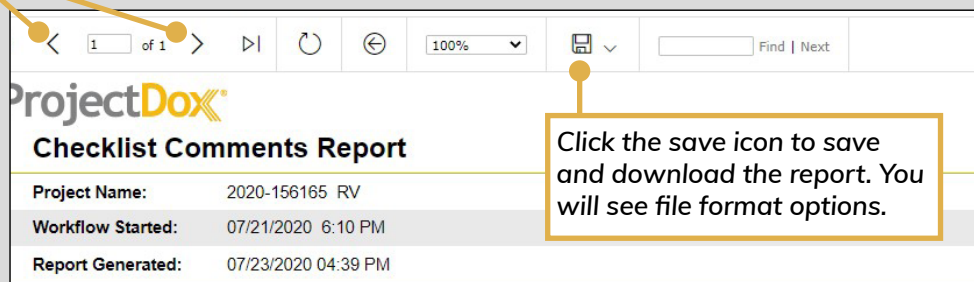 1 of 1 100% Find | Next
ProjectDox
Checklist Comments Report
Click the save icon to save
and download the report. You
will see file format options.
Project Name: 2020-156165 RV
Workflow Started: 07/21/2020 6:10 PM
Report Generated: 07/23/2020 04:39 PM